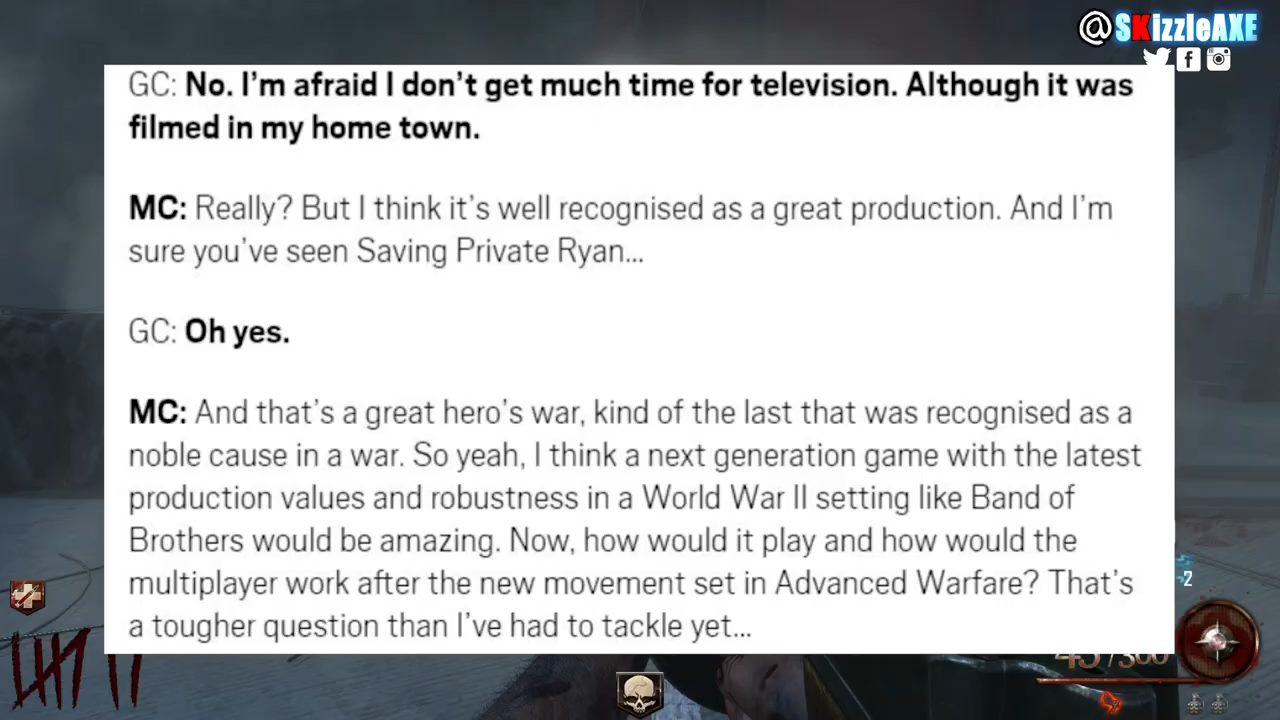 @SKizzleAXE
GC: No. I’m afraid I don’t get much time for television. Although it was
filmed in my home town.
MC: Really? But I think it’s well recognised as a great production. And I’m
sure you’ve seen Saving Private Ryan…
GC: Oh yes.
MC: And that’s a great hero’s war, kind of the last that was recognised as a
noble cause in a war. So yeah, I think a next generation game with the latest
production values and robustness in a World War II setting like Band of
Brothers would be amazing. Now, how would it play and how would the
multiplayer work after the new movement set in Advanced Warfare? That’s
a tougher question than I’ve had to tackle yet…
2